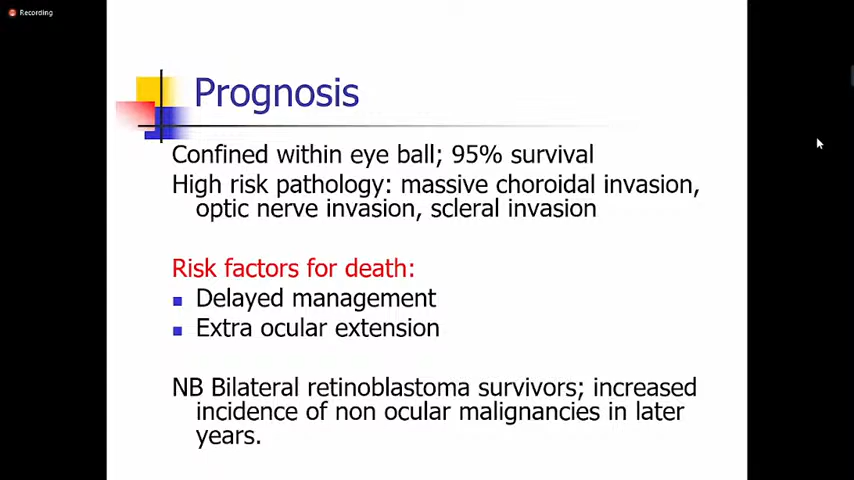 Recording
Prognosis
Confined within eye ball; 95% survival
High risk pathology: massive choroidal invasion,
optic nerve invasion, scleral invasion
Risk factors for death:
Delayed management
Extra ocular extension
NB Bilateral retinoblastoma survivors; increased
incidence of non ocular malignancies in later
years.